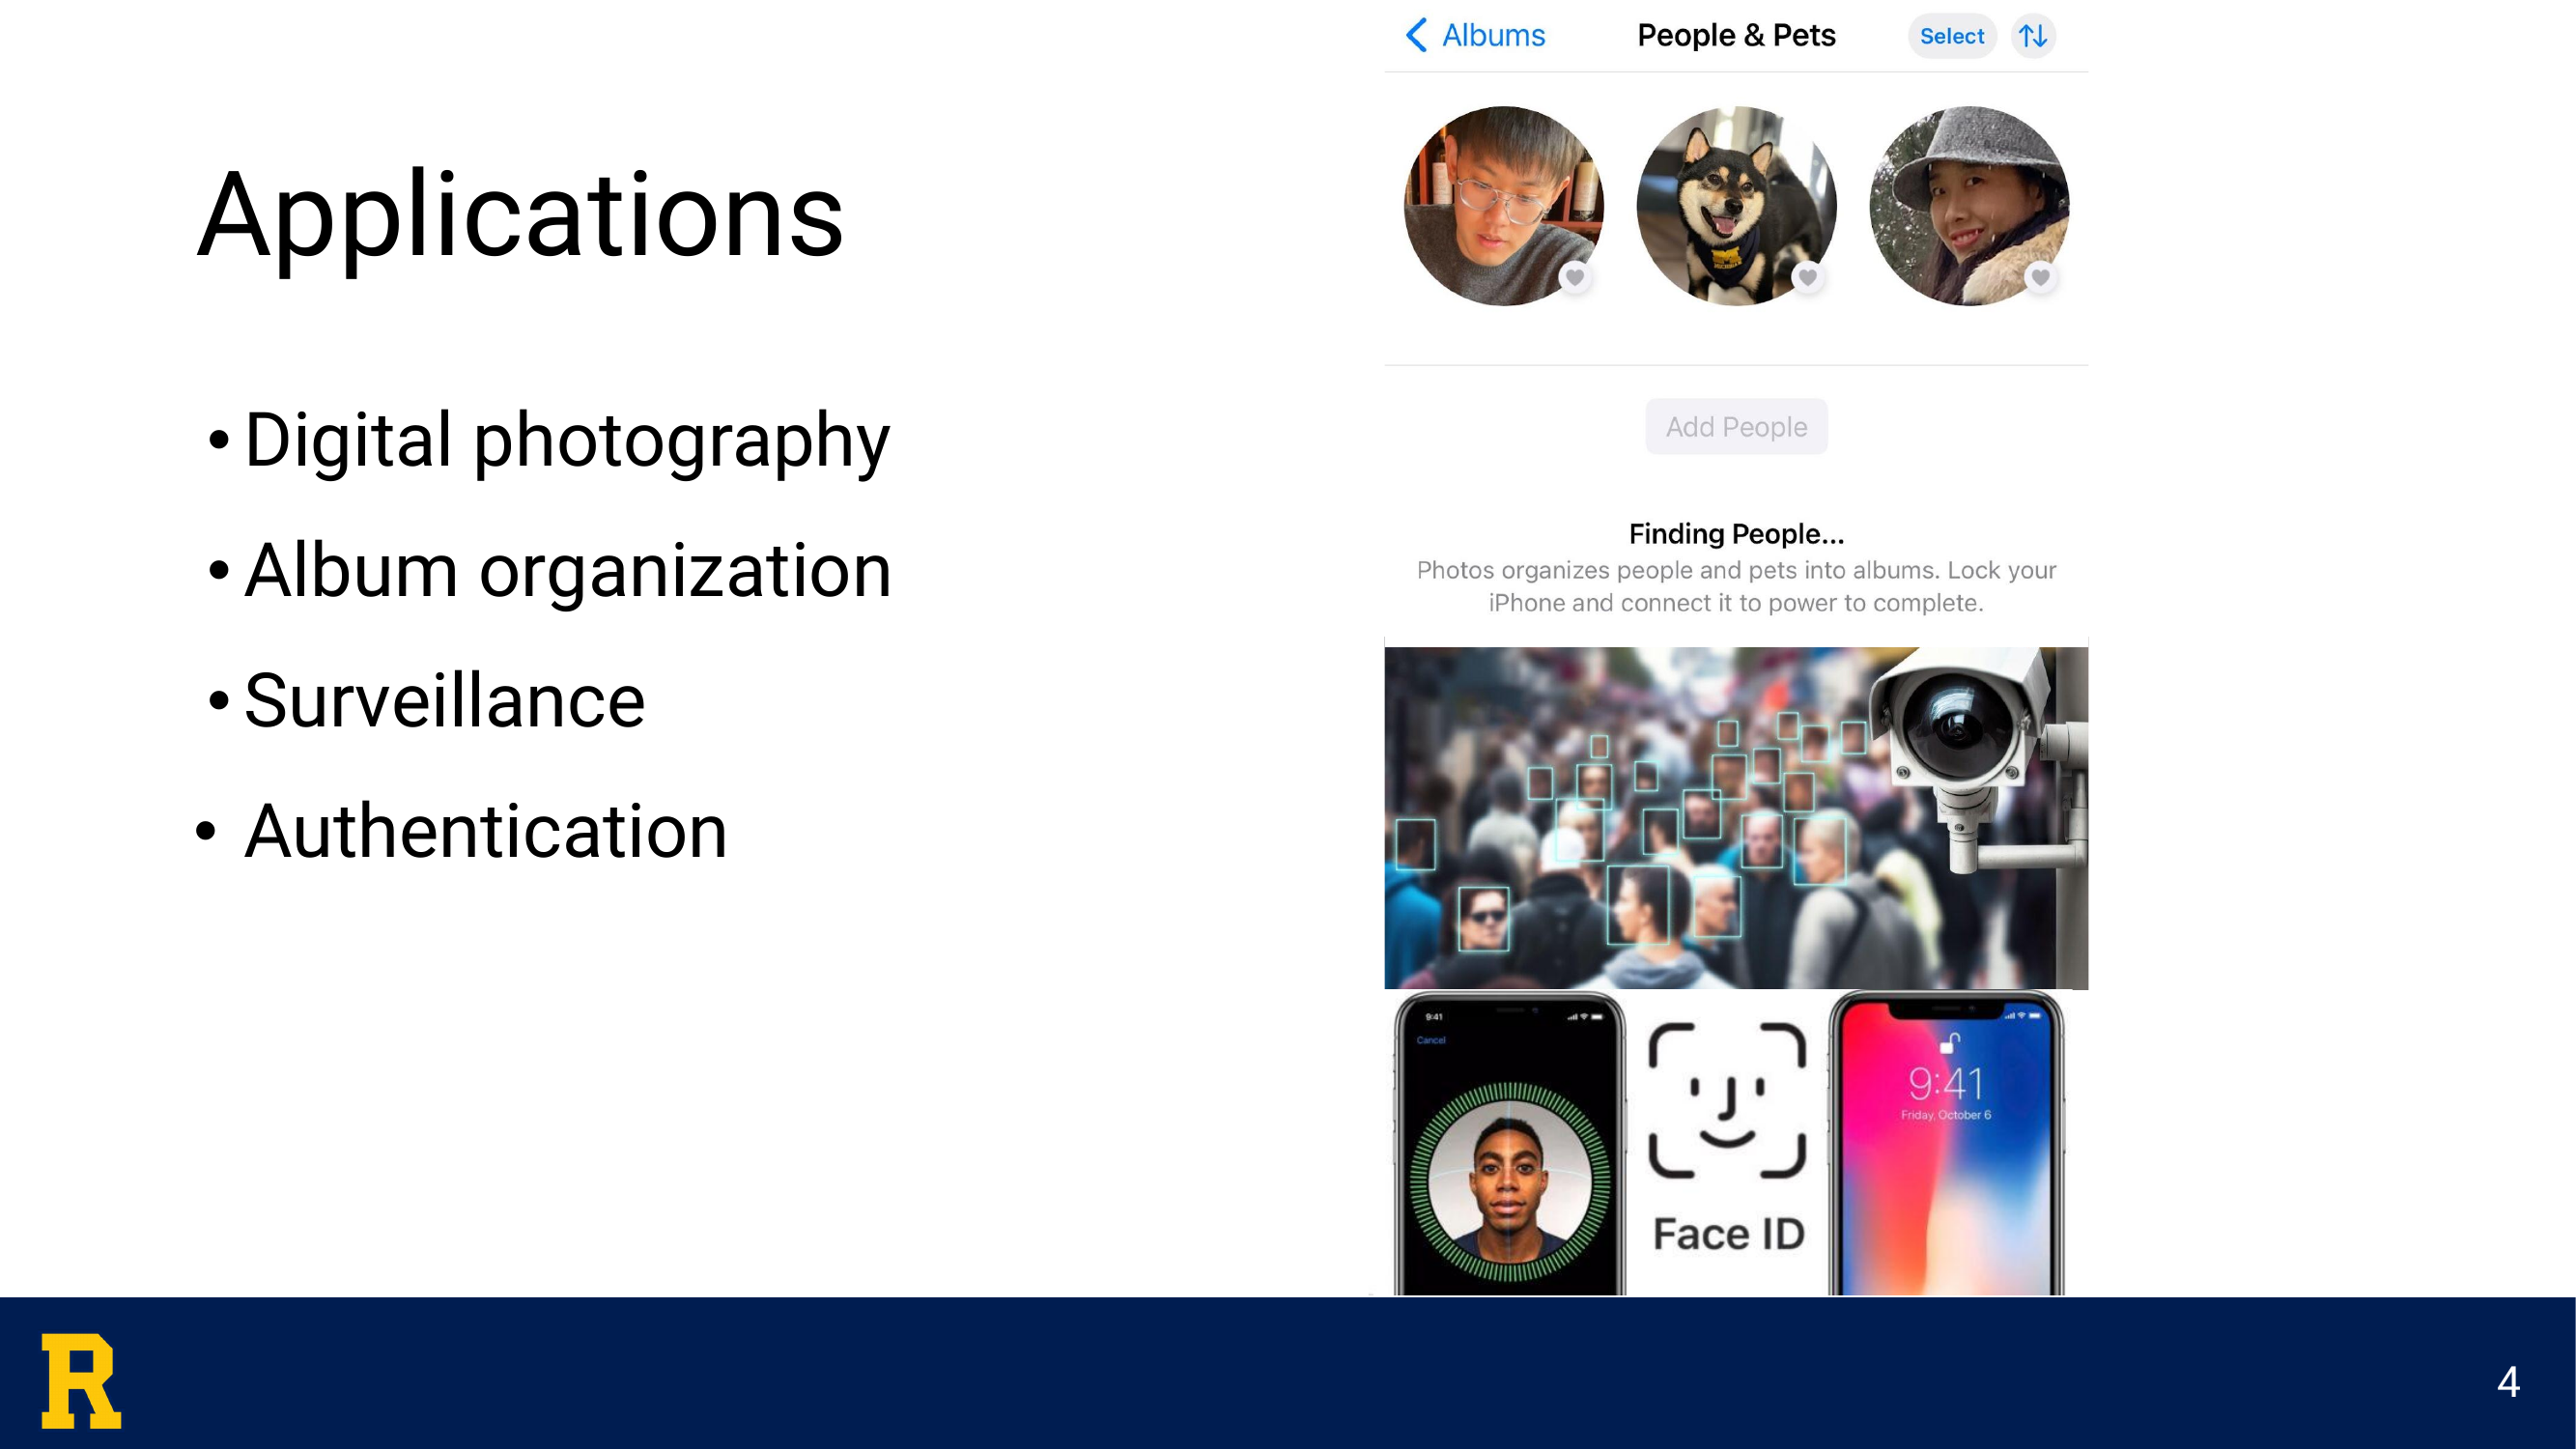 Applications
• Digital photography
• Album organization
• Surveillance
• Authentication
Albums
People & Pets
Select
Add People
Finding People...
Photos organizes people and pets into albums. Lock your
iPhone and connect it to power to complete.
9:41
Cancel
Face ID
9:41
Friday, October 6
R
4